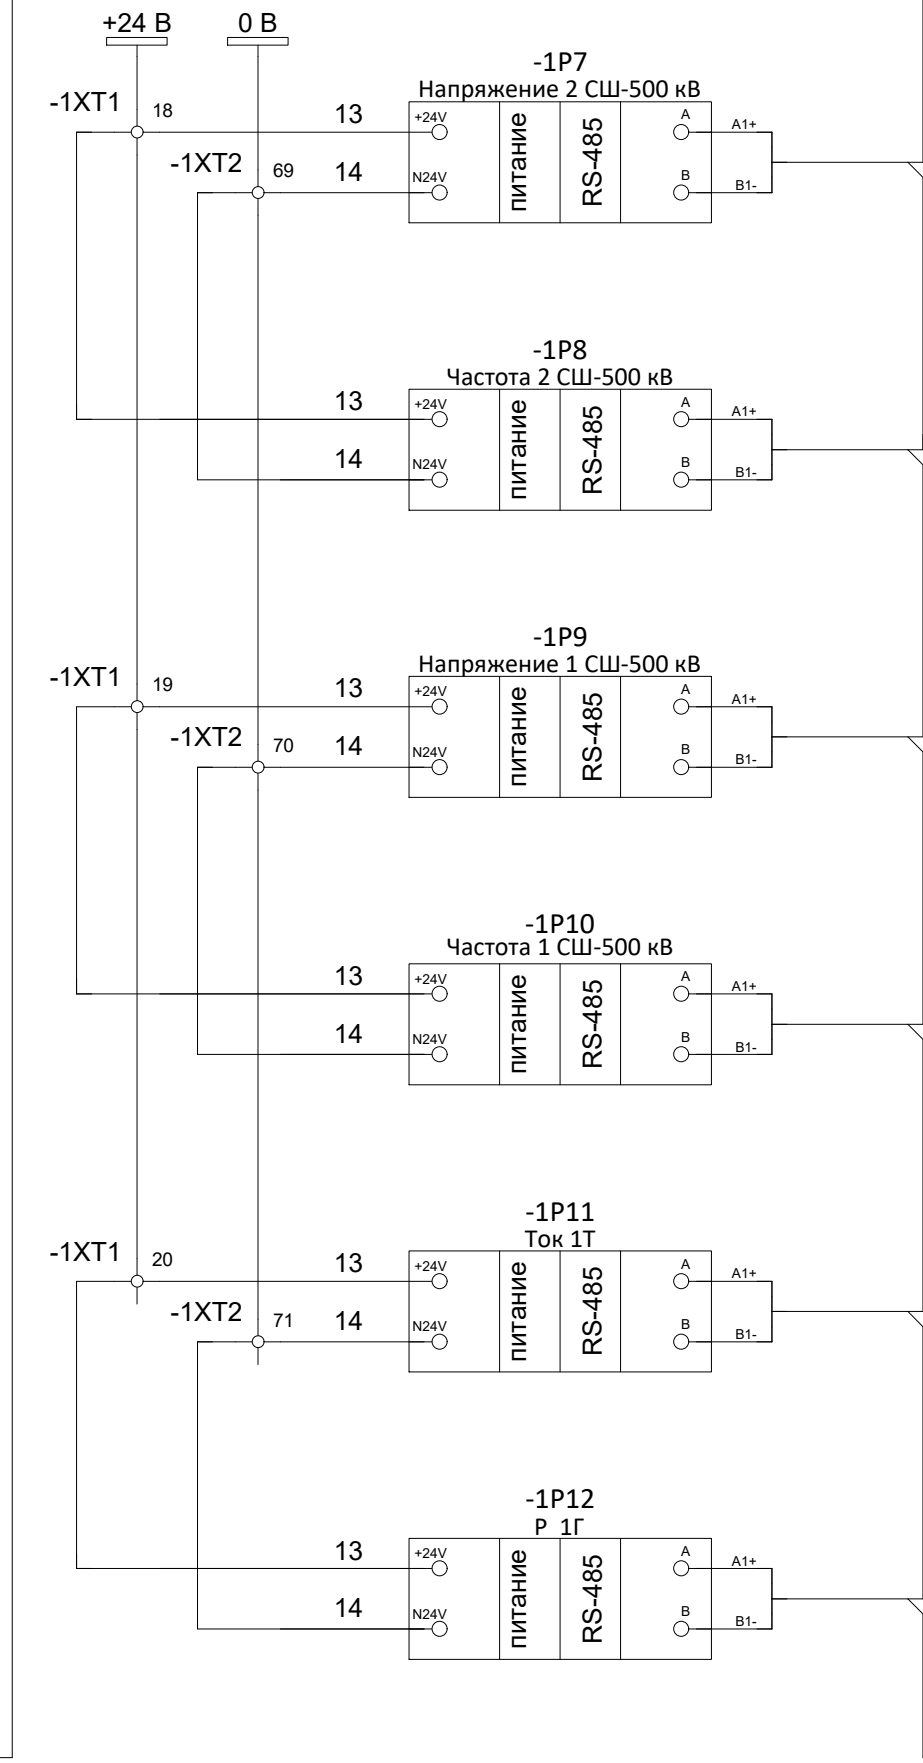 +24 В
0 В
-1P7
Напряжение 2 СШ-500 кВ
-1XT1
18
13
+24V
-1XT2
69
14
N24V
питание
RS-485
A
A1+
B
B1-
-1P8
Частота 2 СШ-500 кВ
13
+24V
14
N24V
питание
RS-485
A
A1+
B
B1-
-1P9
Напряжение 1 СШ-500 кВ
-1XT1
19
13
+24V
-1XT2
70
14
N24V
питание
RS-485
A
A1+
B
B1-
-1P10
Частота 1 СШ-500 кВ
13
+24V
14
N24V
питание
RS-485
A
A1+
B
B1-
-1P11
Ток 1Т
-1XT1
20
13
+24V
-1XT2
71
14
N24V
питание
RS-485
A
A1+
B
B1-
-1P12
P_1Г
13
+24V
14
N24V
питание
RS-485
A
A1+
B
B1-